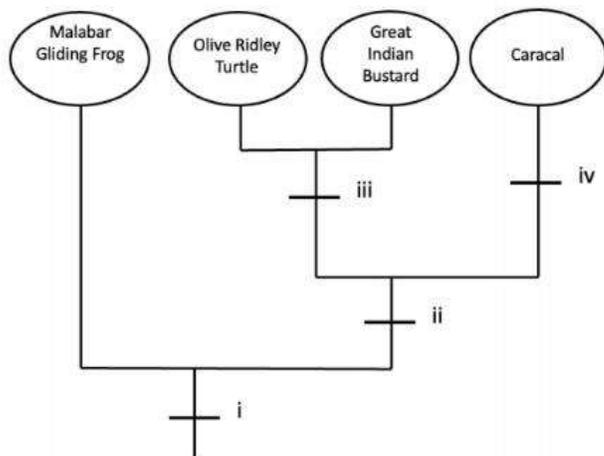 Malabar
Gliding Frog
Olive Ridley
Turtle
Great
Indian
Bustard
Caracal
iii
iv
ii
i